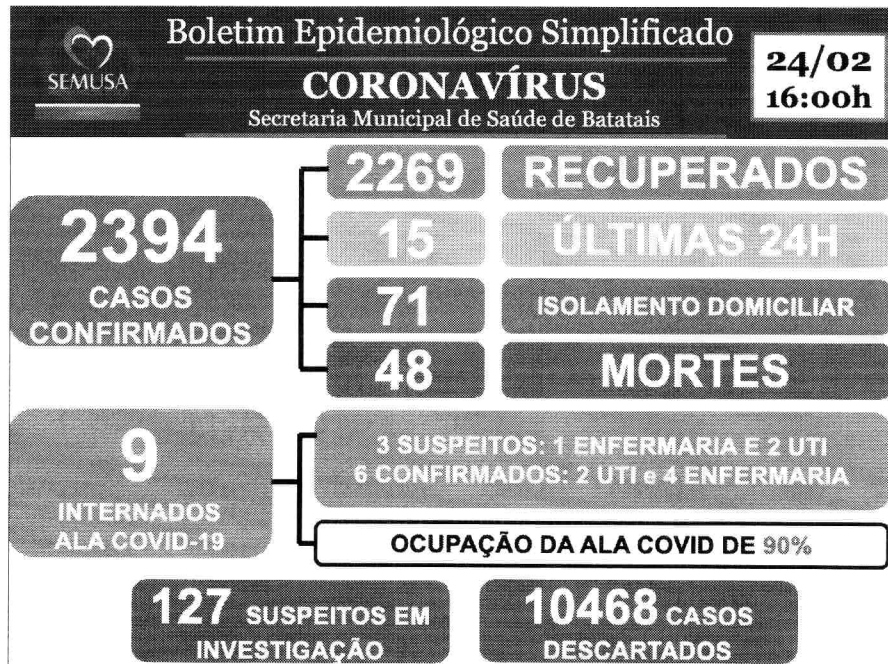 SEMUSA
Boletim Epidemiológico Simplificado
CORONAVÍRUS
Secretaria Municipal de Saúde de Batatais
24/02
16:00h
2394
CASOS
CONFIRMADOS
2269 RECUPERADOS
15 ÚLTIMAS 24H
71 ISOLAMENTO DOMICILIAR
48 MORTES
9
INTERNADOS
ALA COVID-19
3 SUSPEITOS: 1 ENFERMARIA E 2 UTI
6 CONFIRMADOS: 2 UTI e 4 ENFERMARIA
OCUPAÇÃO DA ALA COVID DE 90%
127 SUSPEITOS EM
INVESTIGAÇÃO
10468 CASOS
DESCARTADOS